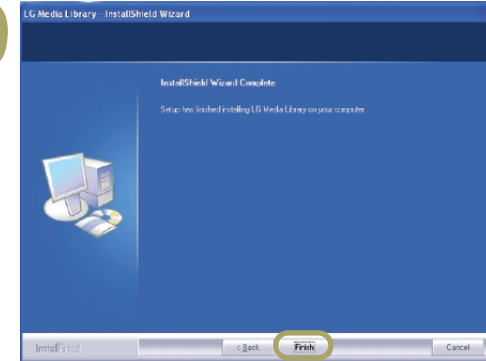 LG Media Library - InstallShield Wizard
InstallShield Wizard Complete
Setup has finished installing LG Media Library on your computer.
InstallShield
< Back
Finish
Cancel